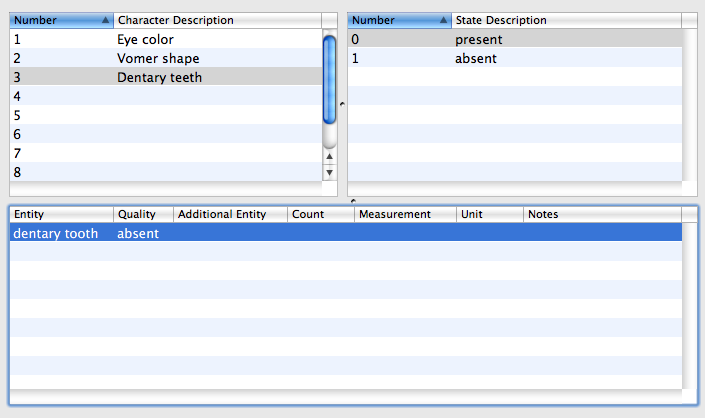 Number Character Description
1 Eye color
2 Vomer shape
3 Dentary teeth
4
5
6
7
8
Number State Description
0 present
1 absent
Entity Quality Additional Entity Count Measurement Unit Notes
dentary tooth absent